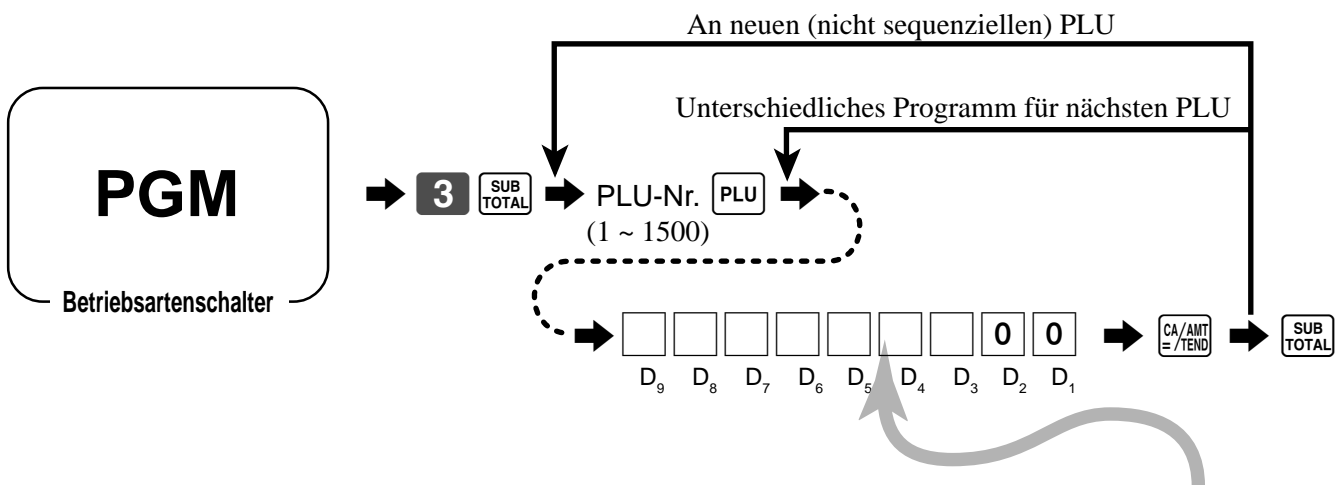 An neuen (nicht sequenziellen) PLU
Unterschiedliches Programm für nächsten PLU
PGM
3 SUB TOTAL PLU-Nr. PLU
(1 ~ 1500)
Betriebsartenschalter
0 0 CA/AMT =/TEND SUB TOTAL
D9 D8 D7 D6 D5 D4 D3 D2 D1